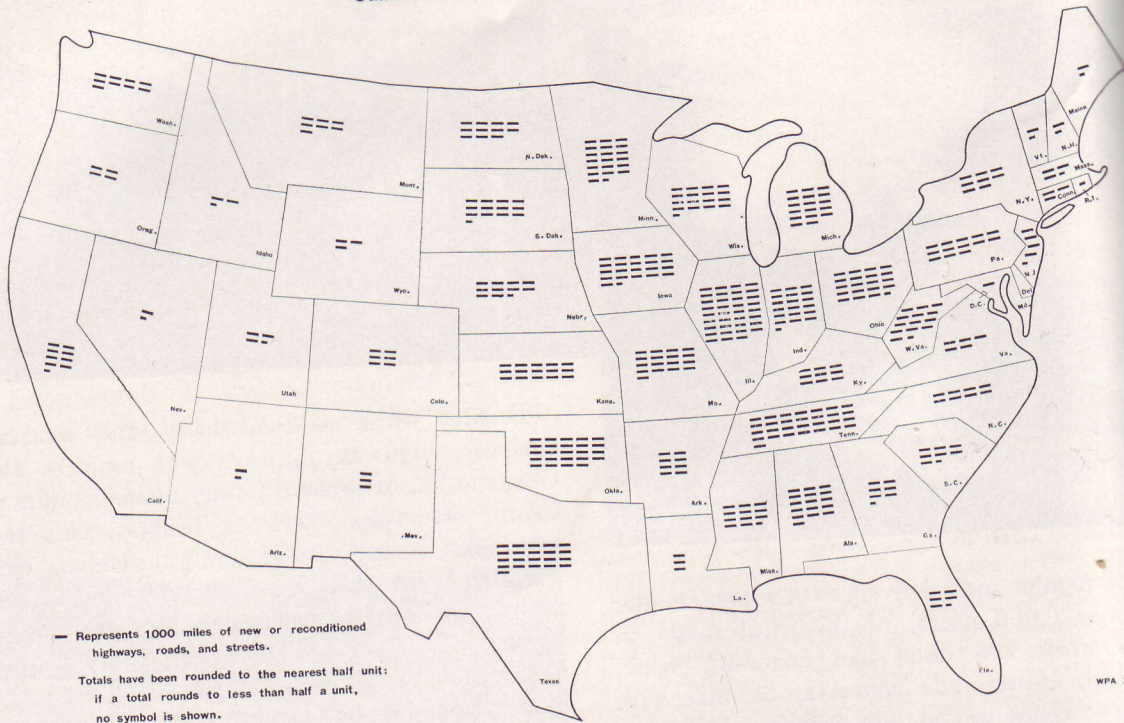 Wash.
Oreg.
Calif.
Nev.
Idaho
Mont.
Wyo.
Utah
Colo.
Ariz.
.Mex.
N.Dak.
S.Dak.
Nebr.
Kans.
Okla.
Texas
Minn.
Iowa
Mo.
Ark.
La.
Wis.
Ill.
Mich.
Ind.
Ohio
Ky.
Tenn.
Miss.
Ala.
Ga.
Fla.
S.C.
N.C.
Va.
W.Va.
D.C.
Md.
Del.
N.J.
Pa.
N.Y.
Conn.
R.I.
Mass.
Vt.
N.H.
Maine
Represents 1000 miles of new or reconditioned
highways, roads, and streets.
Totals have been rounded to the nearest half unit:
if a total rounds to less than half a unit,
no symbol is shown.
WPA